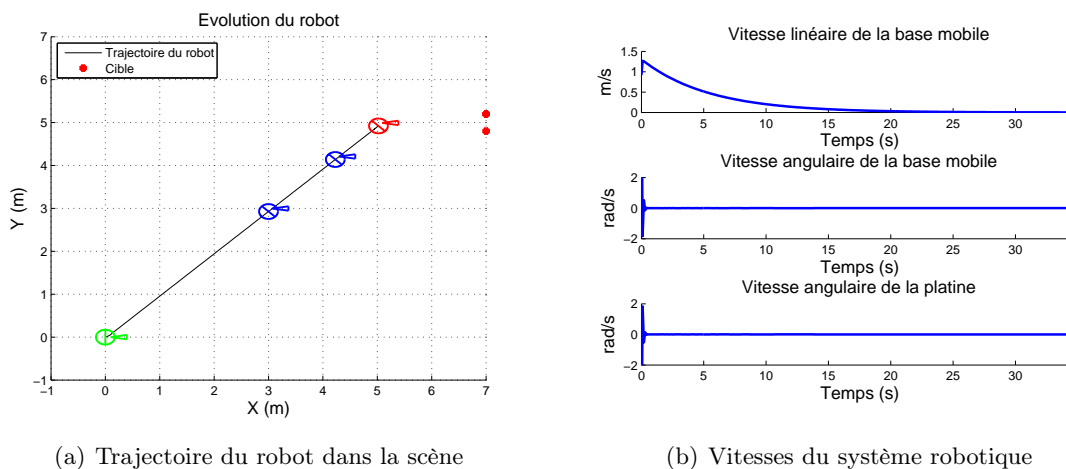 Evolution du robot
7
6
5
4
3
2
1
0
−1
Y (m)
Trajectoire du robot
Cible
−1 0 1 2 3 4 5 6 7
X (m)
(a) Trajectoire du robot dans la scène
Vitesse linéaire de la base mobile
1.5
1
0.5
0
m/s
0 5 10 15 20 25 30
Temps (s)
Vitesse angulaire de la base mobile
2
0
−2
rad/s
0 5 10 15 20 25 30
Temps (s)
Vitesse angulaire de la platine
2
0
−2
rad/s
0 5 10 15 20 25 30
Temps (s)
(b) Vitesses du système robotique